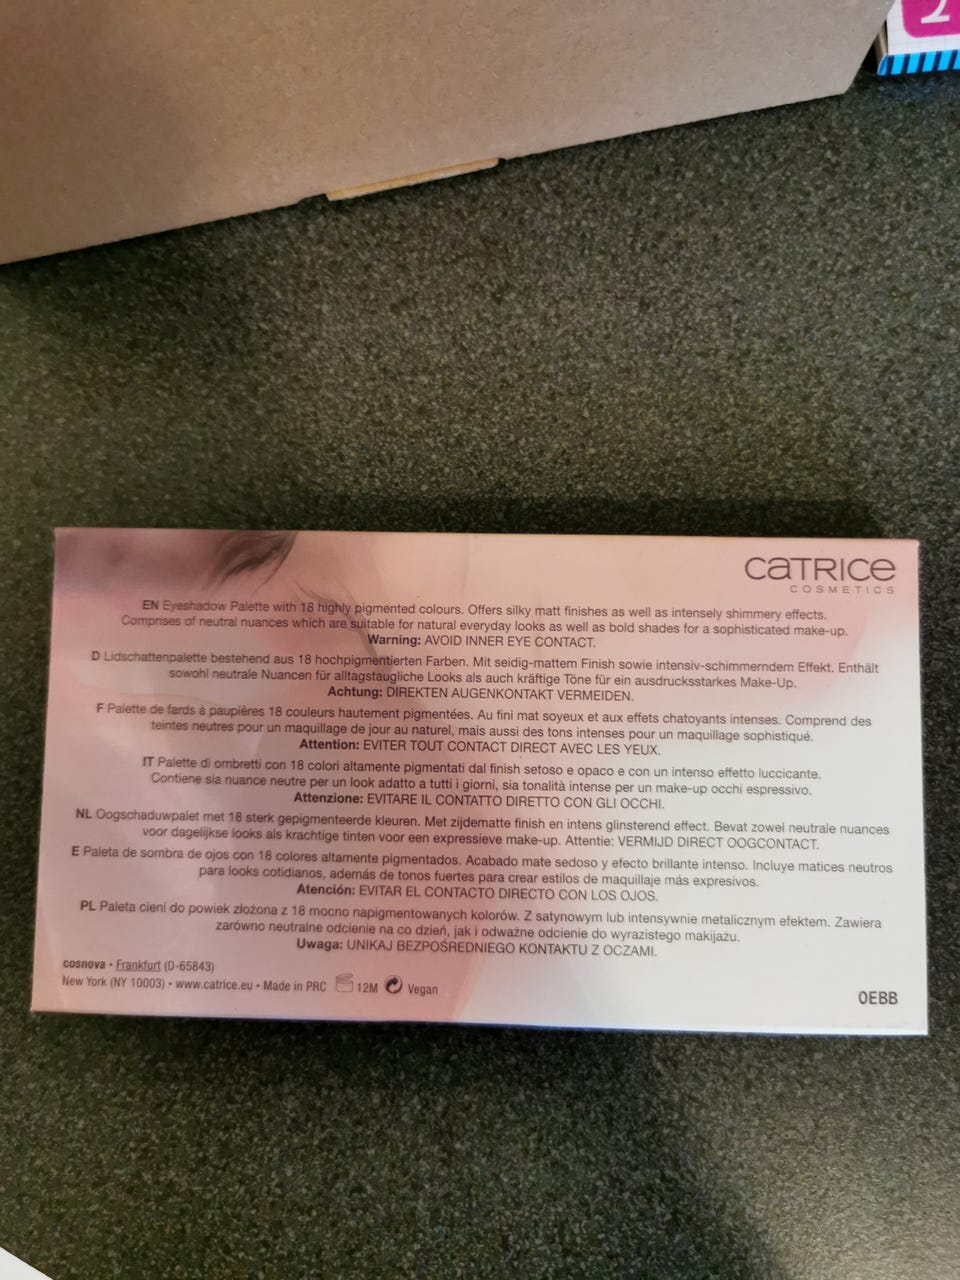 CATRICE
COSMETICS
EN Eyeshadow Palette with 18 highly pigmented colours. Offers silky matt finishes as well as intensely shimmery effects.
Comprises of neutral nuances which are suitable for natural everyday looks as well as bold shades for a sophisticated make-up.
Warning: AVOID INNER EYE CONTACT.
D Lidschattenpalette bestehend aus 18 hochpigmentierten Farben. Mit seidig-mattem Finish sowie intensiv-schimmerndem Effekt. Enthält
sowohl neutrale Nuancen für alltagstaugliche Looks als auch kräftige Töne für ein ausdrucksstarkes Make-Up.
Achtung: DIREKTEN AUGENKONTAKT VERMEIDEN.
F Palette de fards à paupières 18 couleurs hautement pigmentées. Au fini mat soyeux et aux effets chatoyants intenses. Comprend des
teintes neutres pour un maquillage de jour au naturel, mais aussi des tons intenses pour un maquillage sophistiqué.
Attention: EVITER TOUT CONTACT DIRECT AVEC LES YEUX.
IT Palette di ombretti con 18 colori altamente pigmentati dal finish setoso e opaco e con un intenso effetto luccicante.
Contiene sia nuance neutre per un look adatto a tutti i giorni, sia tonalità intense per un make-up occhi espressivo.
Attenzione: EVITARE IL CONTATTO DIRETTO CON GLI OCCHI.
NL Oogschaduwpalet met 18 sterk gepigmenteerde kleuren. Met zijdematte finish en intens glinsterend effect. Bevat zowel neutrale nuances
voor dagelijkse looks als krachtige tinten voor een expressieve make-up. Attentie: VERMIJD DIRECT OOGCONTACT.
E Paleta de sombra de ojos con 18 colores altamente pigmentados. Acabado mate sedoso y efecto brillante intenso. Incluye matices neutros
para looks cotidianos, además de tonos fuertes para crear estilos de maquillaje más expresivos.
Atención: EVITAR EL CONTACTO DIRECTO CON LOS OJOS.
PL Paleta cieni do powiek złożona z 18 mocno napigmentowanych kolorów. Z satynowym lub intensywnie metalicznym efektem. Zawiera
zarówno neutralne odcienie na co dzień, jak i odważne odcienie do wyrazistego makijażu.
Uwaga: UNIKAJ BEZPOŚREDNIEGO KONTAKTU Z OCZAMI.
cosnova • Frankfurt (D-65843)
New York (NY 10003) • www.catrice.eu • Made in PRC 12M Vegan
0EBB